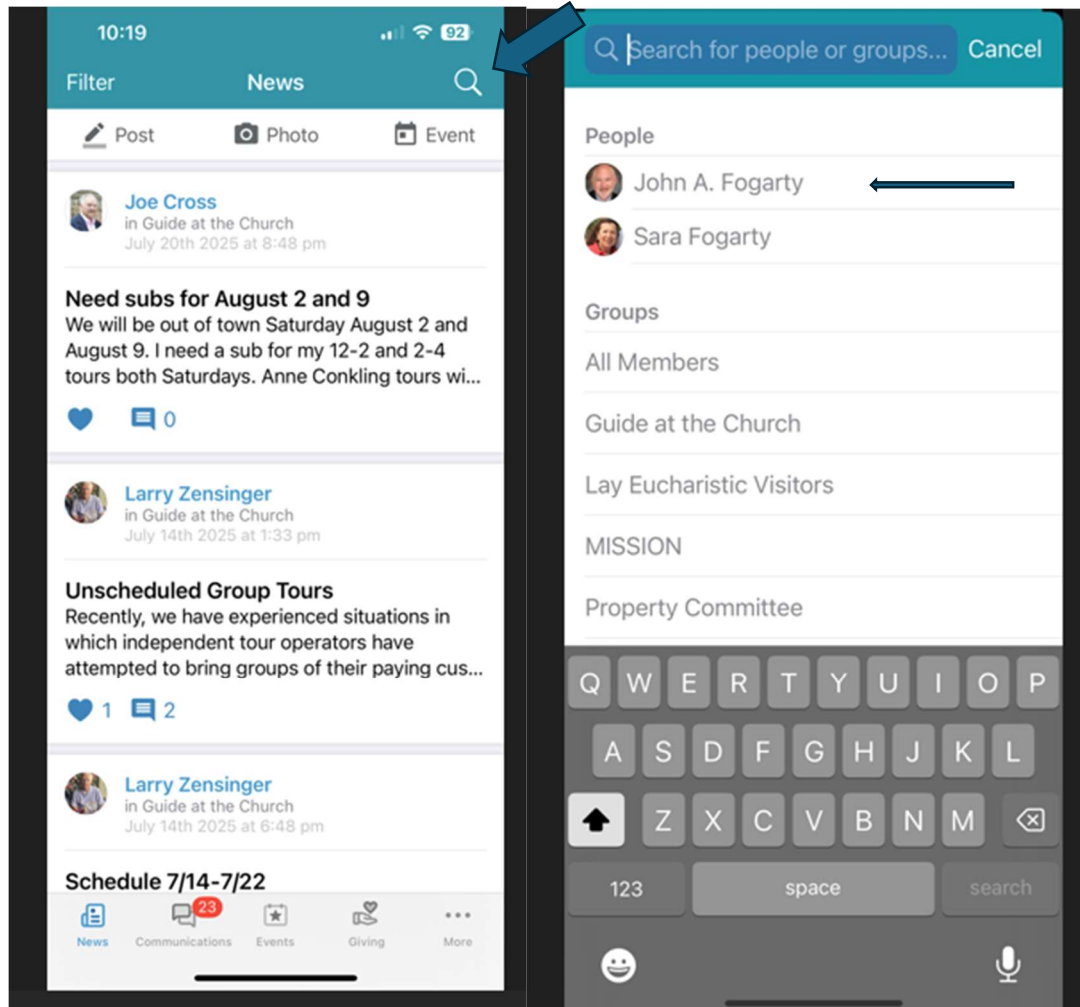 10:19
92
Filter News
Post Photo Event
Joe Cross
in Guide at the Church
July 20th 2025 at 8:48 pm
Need subs for August 2 and 9
We will be out of town Saturday August 2 and
August 9. I need a sub for my 12-2 and 2-4
tours both Saturdays. Anne Conkling tours wi...
0
Larry Zensinger
in Guide at the Church
July 14th 2025 at 1:33 pm
Unscheduled Group Tours
Recently, we have experienced situations in
which independent tour operators have
attempted to bring groups of their paying cus...
1 2
Larry Zensinger
in Guide at the Church
July 14th 2025 at 6:48 pm
Schedule 7/14-7/22
23
News Communications Events Giving More
Search for people or groups... Cancel
People
John A. Fogarty
Sara Fogarty
Groups
All Members
Guide at the Church
Lay Eucharistic Visitors
MISSION
Property Committee
Q W E R T Y U I O P
A S D F G H J K L
Z X C V B N M
123 space search